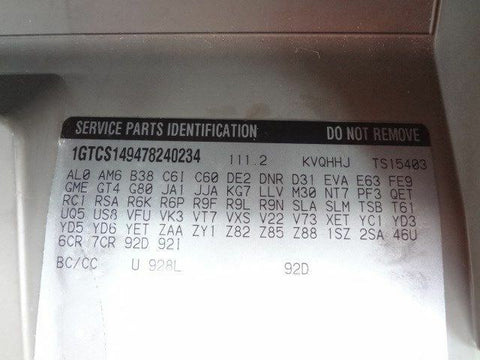 SERVICE PARTS IDENTIFICATION DO NOT REMOVE
1GTCS149478240234 111.2 KVQHHJ TS15403
AL0 AM6 B38 C61 C60 DE2 DNR D31 EVA E63 FE9
GME GT4 G80 JA1 JJA KG7 LLV M30 NT7 PF3 QET
RC1 RSA R6K R6P R9F R9L R9N SLA SLM TSB T61
UQ5 US8 VFU VK3 VT7 VXS V22 V73 XET YC1 YD3
YD5 YD6 YET ZAA ZY1 Z82 Z85 Z88 1SZ 2SA 46U
6CR 7CR 92D 92I
BC/CC U 928L 92D